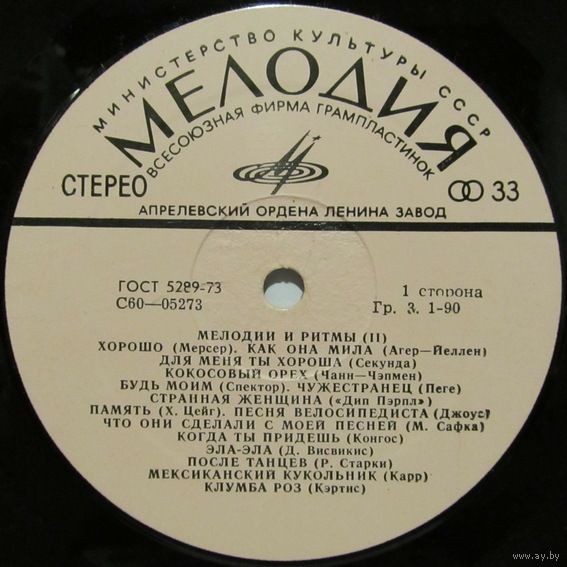 МИНИСТЕРСТВО КУЛЬТУРЫ СССР
МЕЛОДИЯ
ВСЕСОЮЗНАЯ ФИРМА ГРАМПЛАСТИНОК
СТЕРЕО
33
АПРЕЛЕВСКИЙ ОРДЕНА ЛЕНИНА ЗАВОД
ГОСТ 5289-73
С60—05273
1 сторона
Гр. 3. 1-90
МЕЛОДИИ И РИТМЫ (II)
ХОРОШО (Мерсер). КАК ОНА МИЛА (Агер—Йеллен)
ДЛЯ МЕНЯ ТЫ ХОРОША (Секунда)
КОКОСОВЫЙ ОРЕХ (Чанн—Чэпмен)
БУДЬ МОИМ (Спектор). ЧУЖЕСТРАНЕЦ (Пеге)
СТРАННАЯ ЖЕНЩИНА («Дип Пэрпл»)
ПАМЯТЬ (Х. Цейг). ПЕСНЯ ВЕЛОСИПЕДИСТА (Джоус)
ЧТО ОНИ СДЕЛАЛИ С МОЕЙ ПЕСНЕЙ (М. Сафка)
КОГДА ТЫ ПРИДЕШЬ (Конгос)
ЭЛА-ЭЛА (Д. Висвикис)
ПОСЛЕ ТАНЦЕВ (Р. Старки)
МЕКСИКАНСКИЙ КУКОЛЬНИК (Карр)
КЛУМБА РОЗ (Кэртис)
www.ay.by